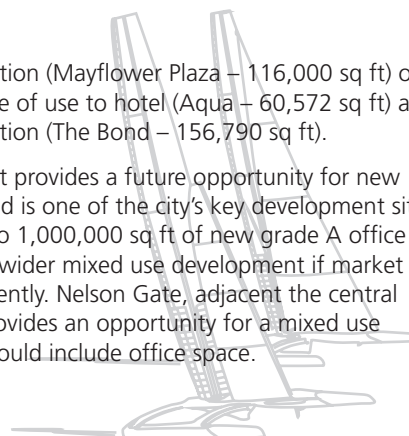 tion (Mayflower Plaza – 116,000 sq ft) o
e of use to hotel (Aqua – 60,572 sq ft) a
tion (The Bond – 156,790 sq ft).
t provides a future opportunity for new
d is one of the city's key development sit
o 1,000,000 sq ft of new grade A office
wider mixed use development if market
ently. Nelson Gate, adjacent the central
ovides an opportunity for a mixed use
ould include office space.